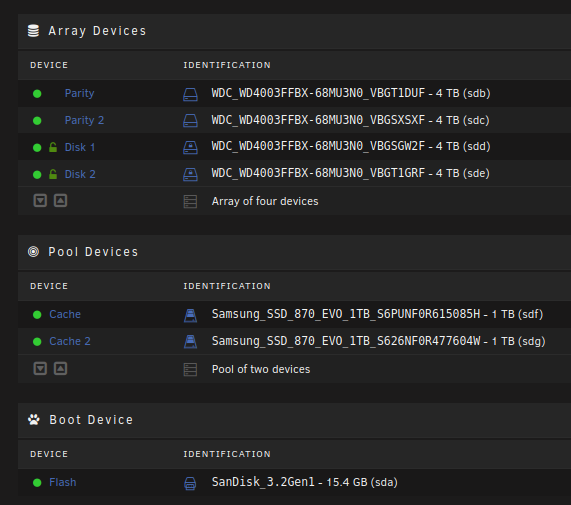 Array Devices
DEVICE IDENTIFICATION
Parity WDC_WD4003FFBX-68MU3N0_VBGT1DUF - 4 TB (sdb)
Parity 2 WDC_WD4003FFBX-68MU3N0_VBGSXSXF - 4 TB (sdc)
Disk 1 WDC_WD4003FFBX-68MU3N0_VBGSGW2F - 4 TB (sdd)
Disk 2 WDC_WD4003FFBX-68MU3N0_VBGT1GRF - 4 TB (sde)
Array of four devices
Pool Devices
DEVICE IDENTIFICATION
Cache Samsung_SSD_870_EVO_1TB_S6PUNF0R615085H - 1 TB (sdf)
Cache 2 Samsung_SSD_870_EVO_1TB_S626NF0R477604W - 1 TB (sdg)
Pool of two devices
Boot Device
DEVICE IDENTIFICATION
Flash SanDisk_3.2Gen1 - 15.4 GB (sda)